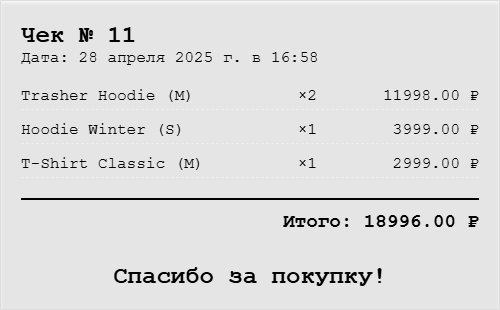 Чек № 11
Дата: 28 апреля 2025 г. в 16:58
Trasher Hoodie (M) ×2 11998.00 ₽
Hoodie Winter (S) ×1 3999.00 ₽
T-Shirt Classic (M) ×1 2999.00 ₽
Итого: 18996.00 ₽
Спасибо за покупку!